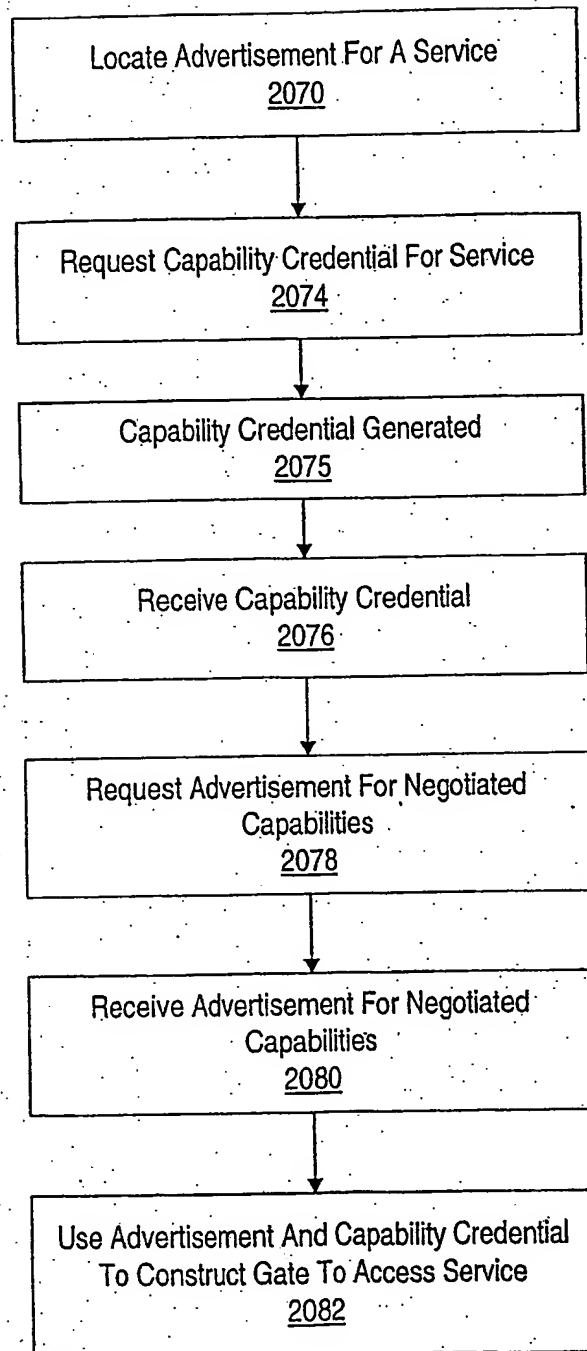 Locate Advertisement For A Service
2070
Request Capability Credential For Service
2074
Capability Credential Generated
2075
Receive Capability Credential
2076
Request Advertisement For Negotiated
Capabilities
2078
Receive Advertisement For Negotiated
Capabilities
2080
Use Advertisement And Capability Credential
To Construct Gate To Access Service
2082